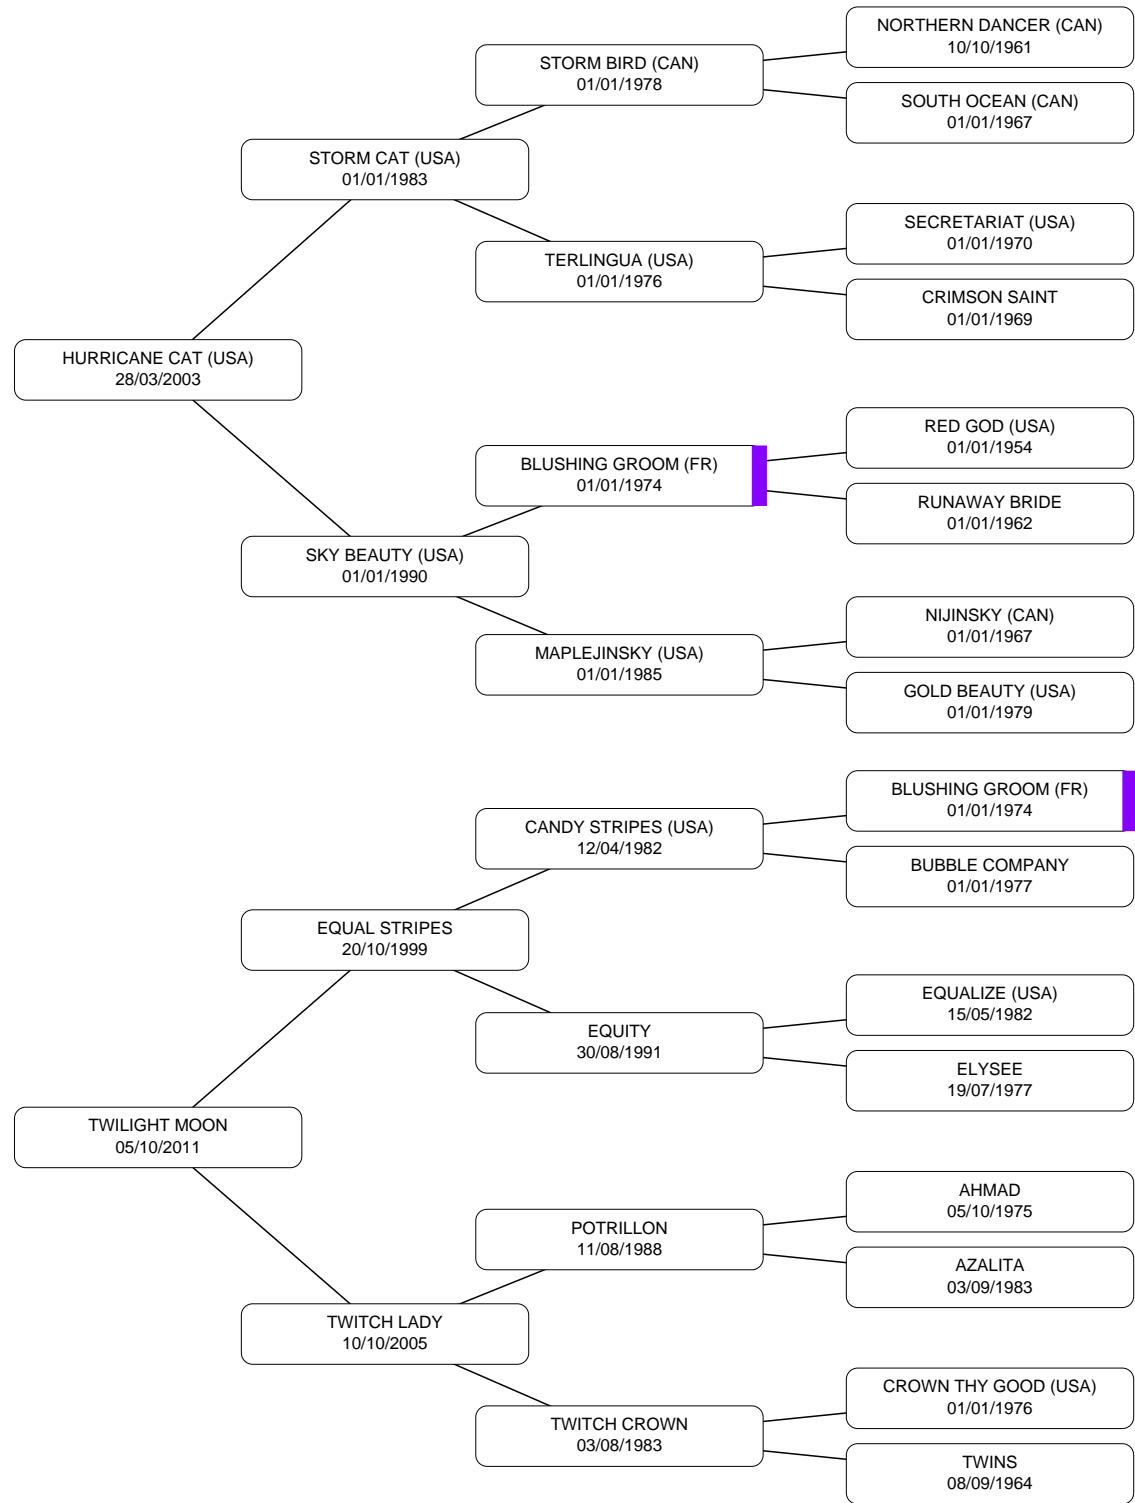 NORTHERN DANCER (CAN)
10/10/1961
STORM BIRD (CAN)
01/01/1978
SOUTH OCEAN (CAN)
01/01/1967
STORM CAT (USA)
01/01/1983
SECRETARIAT (USA)
01/01/1970
TERLINGUA (USA)
01/01/1976
CRIMSON SAINT
01/01/1969
HURRICANE CAT (USA)
28/03/2003
RED GOD (USA)
01/01/1954
BLUSHING GROOM (FR)
01/01/1974
RUNAWAY BRIDE
01/01/1962
SKY BEAUTY (USA)
01/01/1990
NIJINSKY (CAN)
01/01/1967
MAPLEJINSKY (USA)
01/01/1985
GOLD BEAUTY (USA)
01/01/1979
BLUSHING GROOM (FR)
01/01/1974
CANDY STRIPES (USA)
12/04/1982
BUBBLE COMPANY
01/01/1977
EQUAL STRIPES
20/10/1999
EQUALIZE (USA)
15/05/1982
EQUITY
30/08/1991
ELYSEE
19/07/1977
TWILIGHT MOON
05/10/2011
AHMAD
05/10/1975
POTRILLON
11/08/1988
AZALITA
03/09/1983
TWITCH LADY
10/10/2005
CROWN THY GOOD (USA)
01/01/1976
TWITCH CROWN
03/08/1983
TWINS
08/09/1964